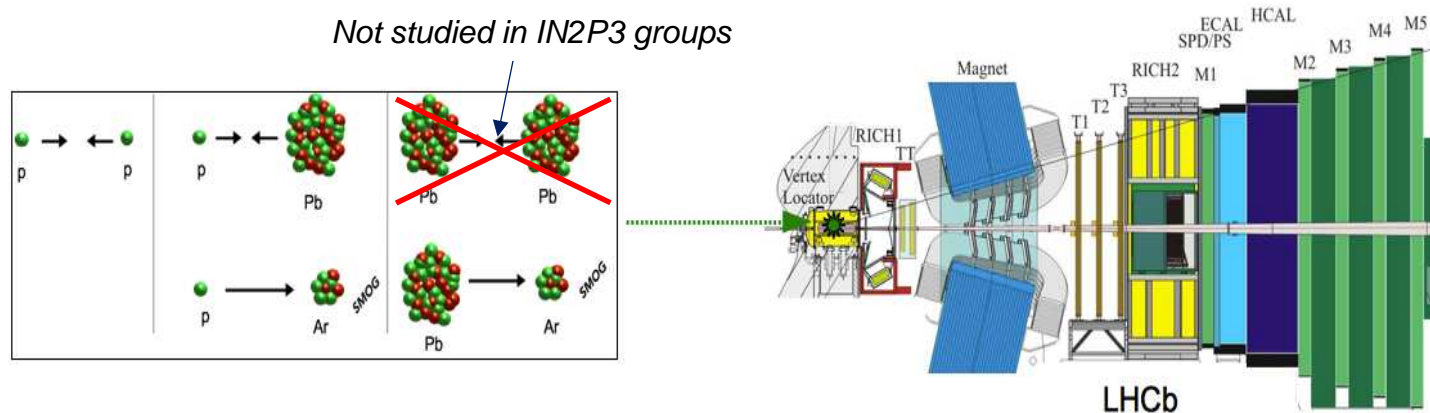 Not studied in IN2P3 groups
p
p
p
Pb
Pb
Pb
p
Ar
SMOG
Pb
Ar
SMOG
Vertex
Locator
RICH1
TT
Magnet
T1
T2
T3
RICH2
M1
SPD/PS
ECAL
HCAL
M2
M3
M4
M5
LHCb